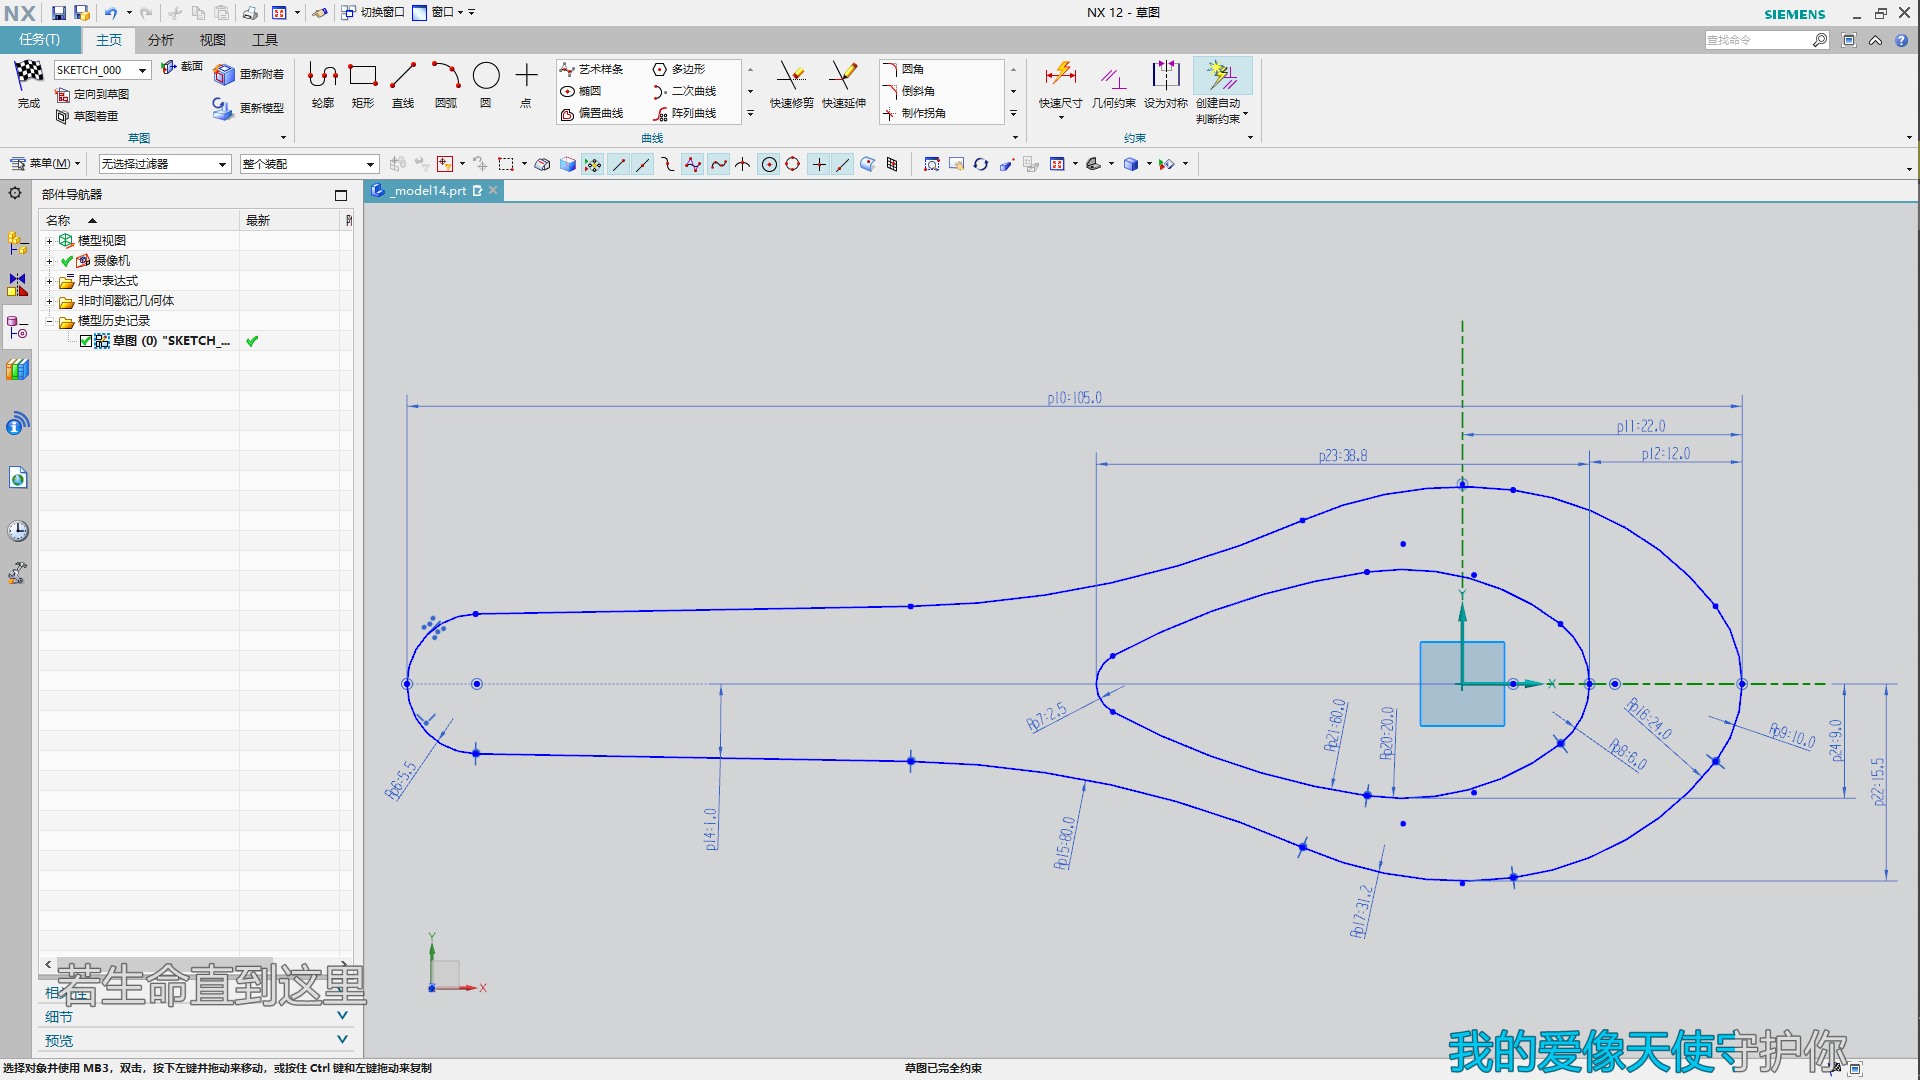 NX 切换窗口 窗口 NX 12 - 草图 SIEMENS
任务(T) 主页 分析 视图 工具 查找命令
完成 SKETCH_000 定向到草图 草图着重 截面 重新附着 更新模型
轮廓 矩形 直线 圆弧 圆 点
艺术样条 多边形
椭圆 二次曲线
偏置曲线 阵列曲线
快速修剪 快速延伸
圆角
倒斜角
制作拐角
快速尺寸 几何约束 设为对称 创建自动判断约束
草图 曲线 约束
菜单(M) 无选择过滤器 整个装配
部件导航器 _model14.prt
名称 最新 附
模型视图
摄像机
用户表达式
非时间戳记几何体
模型历史记录
草图 (0) "SKETCH_...
p10:105.0
p11:22.0
p23:38.8
p12:12.0
Y
X
Rp7:2.5
Rp21:60.0
Rp20:20.0
Rp16:24.0
Rp8:6.0
Rp9:10.0
p24:9.0
p22:15.5
Rp6:5.5
p14:1.0
Rp15:80.0
Rp17:31.2
Y
X
若生命直到这里
细节
预览
我的爱像天使守护你
选择对象并使用 MB3，双击，按下左键并拖动来移动，或按住 Ctrl 键和左键拖动来复制
草图已完全约束